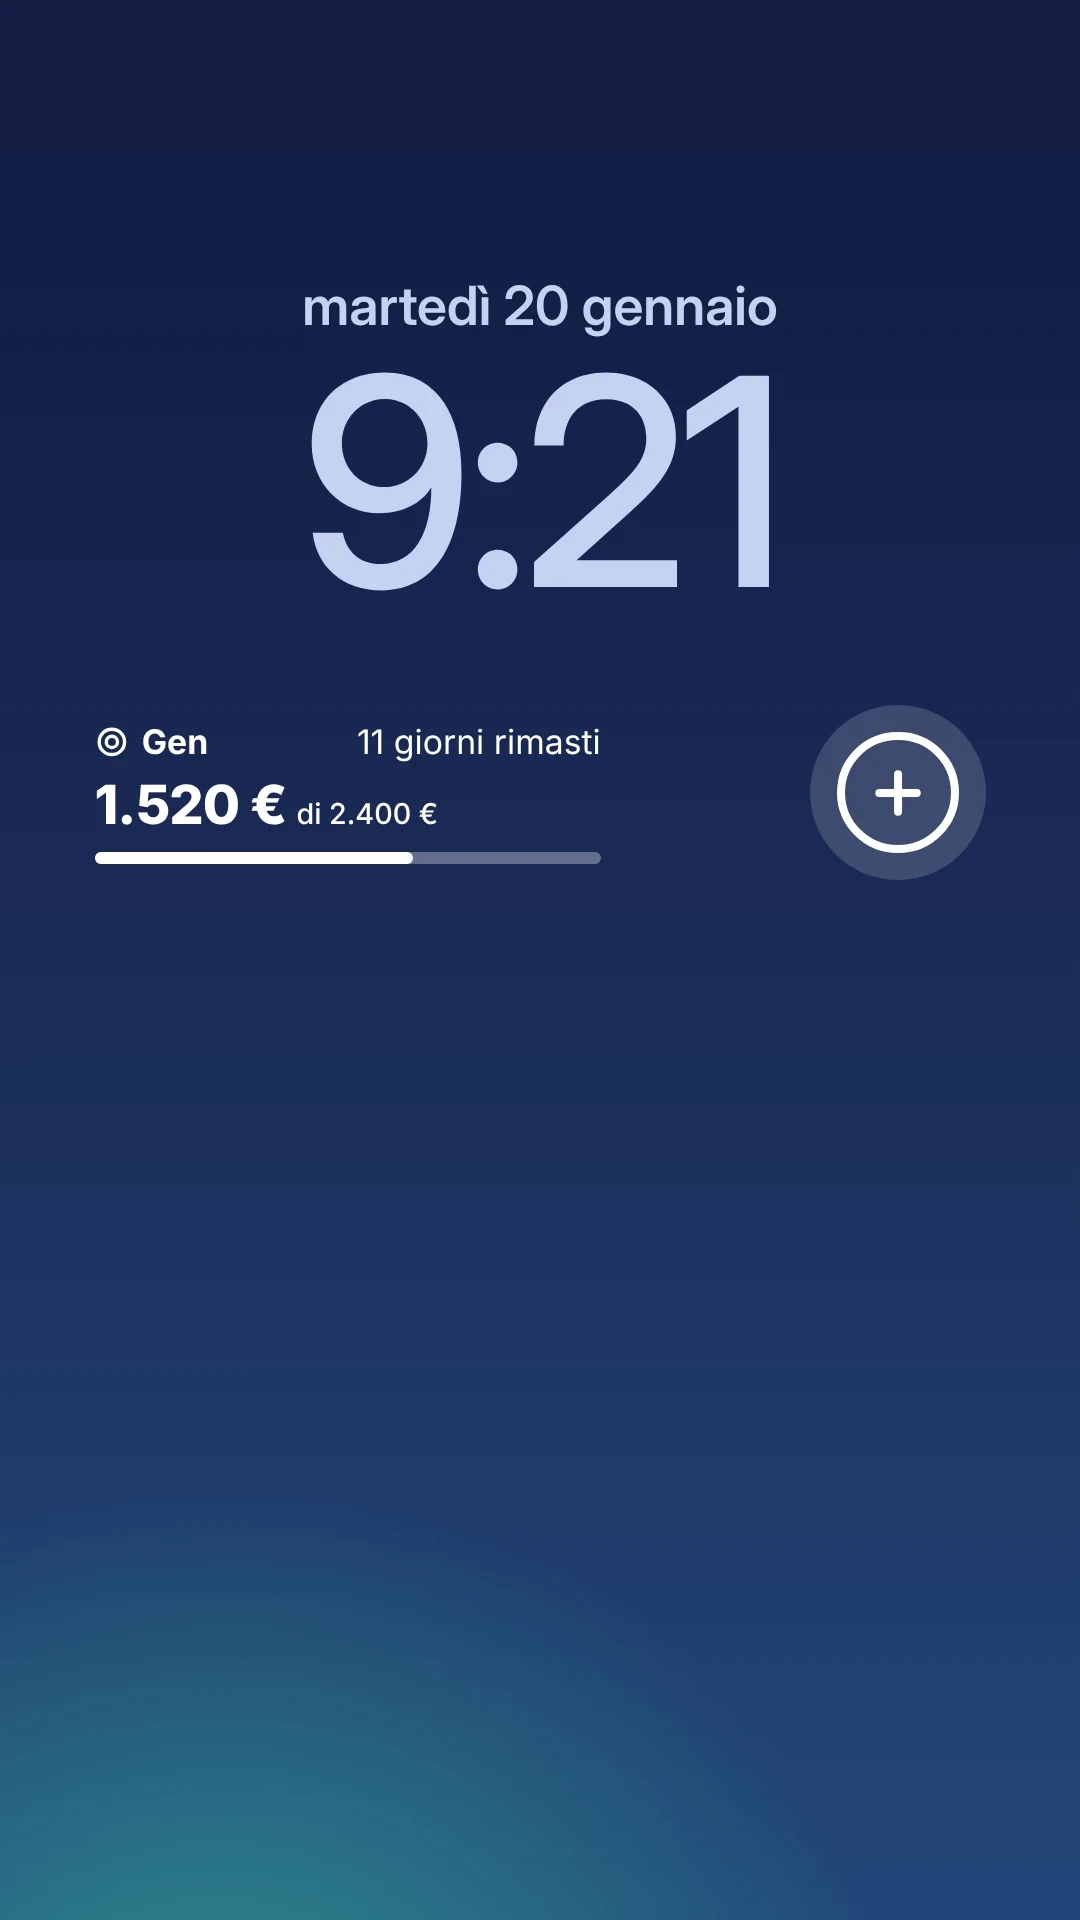 martedì 20 gennaio
9:21
Gen 11 giorni rimasti
1.520 € di 2.400 €